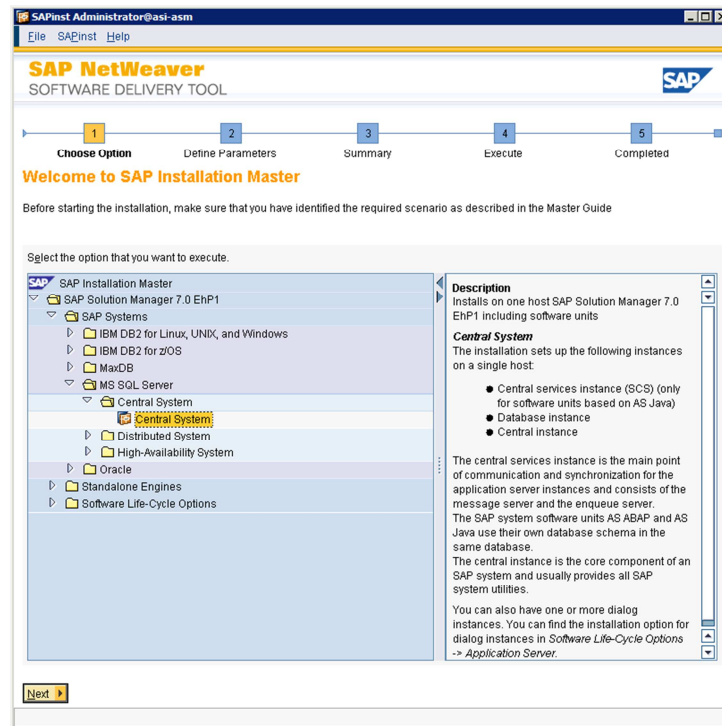 SAPinst Administrator@asi-asm
File SAPinst Help
SAP NetWeaver
SOFTWARE DELIVERY TOOL
SAP
1 2 3 4 5
Choose Option Define Parameters Summary Execute Completed
Welcome to SAP Installation Master
Before starting the installation, make sure that you have identified the required scenario as described in the Master Guide
Select the option that you want to execute.
SAP SAP Installation Master
SAP Solution Manager 7.0 EhP1
SAP Systems
IBM DB2 for Linux, UNIX, and Windows
IBM DB2 for z/OS
MaxDB
MS SQL Server
Central System
Central System
Distributed System
High-Availability System
Oracle
Standalone Engines
Software Life-Cycle Options
Description
Installs on one host SAP Solution Manager 7.0
EhP1 including software units
Central System
The installation sets up the following instances
on a single host:
● Central services instance (SCS) (only
for software units based on AS Java)
● Database instance
● Central instance
The central services instance is the main point
of communication and synchronization for the
application server instances and consists of the
message server and the enqueue server.
The SAP system software units AS ABAP and AS
Java use their own database schema in the
same database.
The central instance is the core component of an
SAP system and usually provides all SAP
system utilities.
You can also have one or more dialog
instances. You can find the installation option for
dialog instances in Software Life-Cycle Options
-> Application Server.
Next